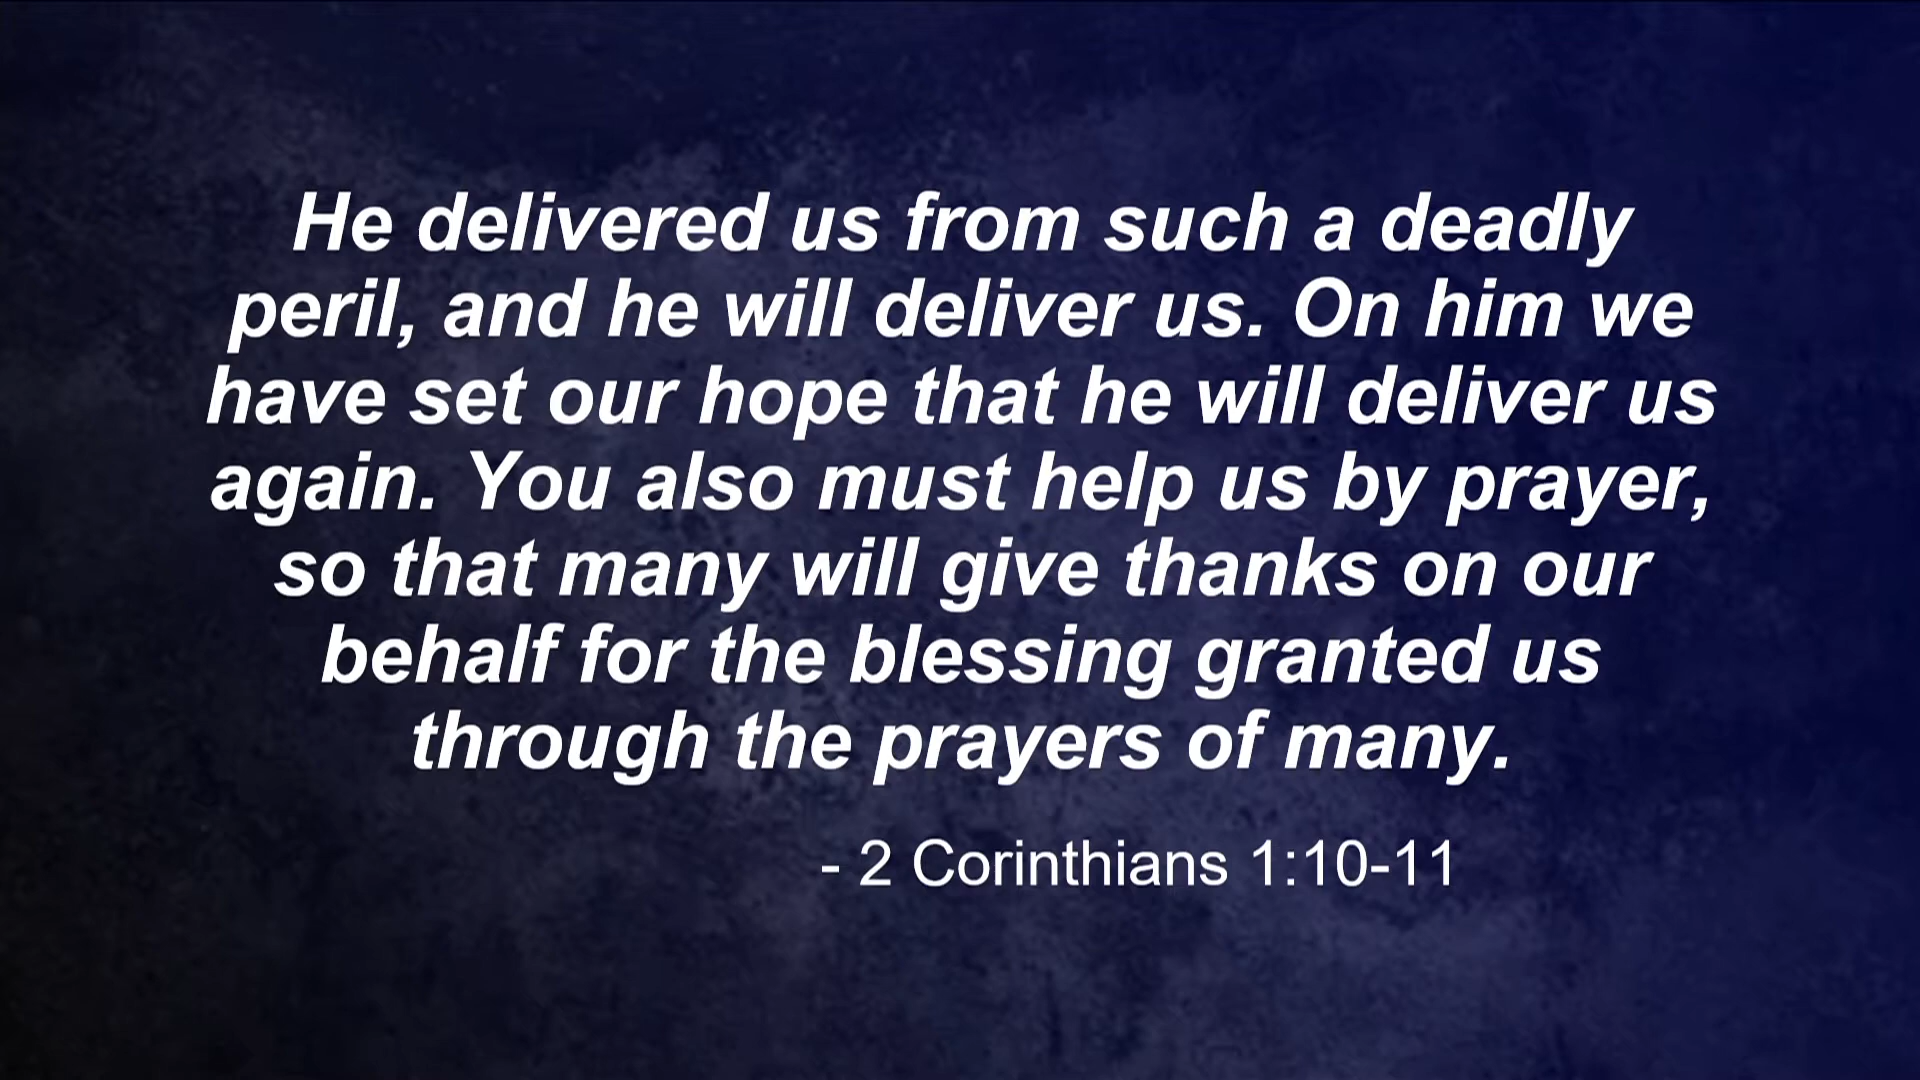 He delivered us from such a deadly
peril, and he will deliver us. On him we
have set our hope that he will deliver us
again. You also must help us by prayer,
so that many will give thanks on our
behalf for the blessing granted us
through the prayers of many.
- 2 Corinthians 1:10-11